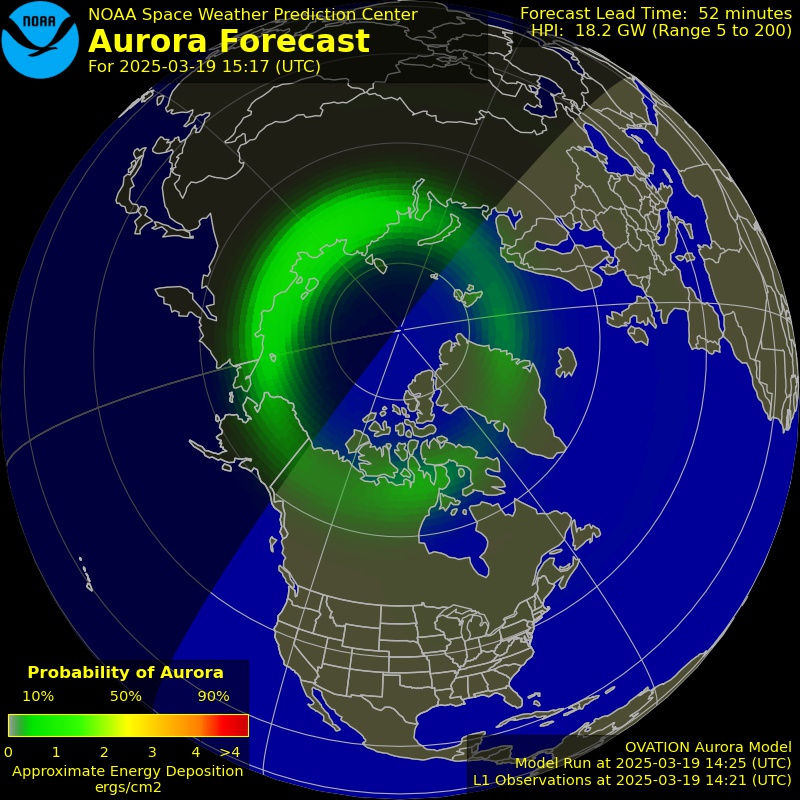 NOAA
NOAA Space Weather Prediction Center
Aurora Forecast
For 2025-03-19 15:17 (UTC)
Forecast Lead Time: 52 minutes
HPI: 18.2 GW (Range 5 to 200)
Probability of Aurora
10% 50% 90%
0 1 2 3 4 >4
Approximate Energy Deposition
ergs/cm2
OVATION Aurora Model
Model Run at 2025-03-19 14:25 (UTC)
L1 Observations at 2025-03-19 14:21 (UTC)